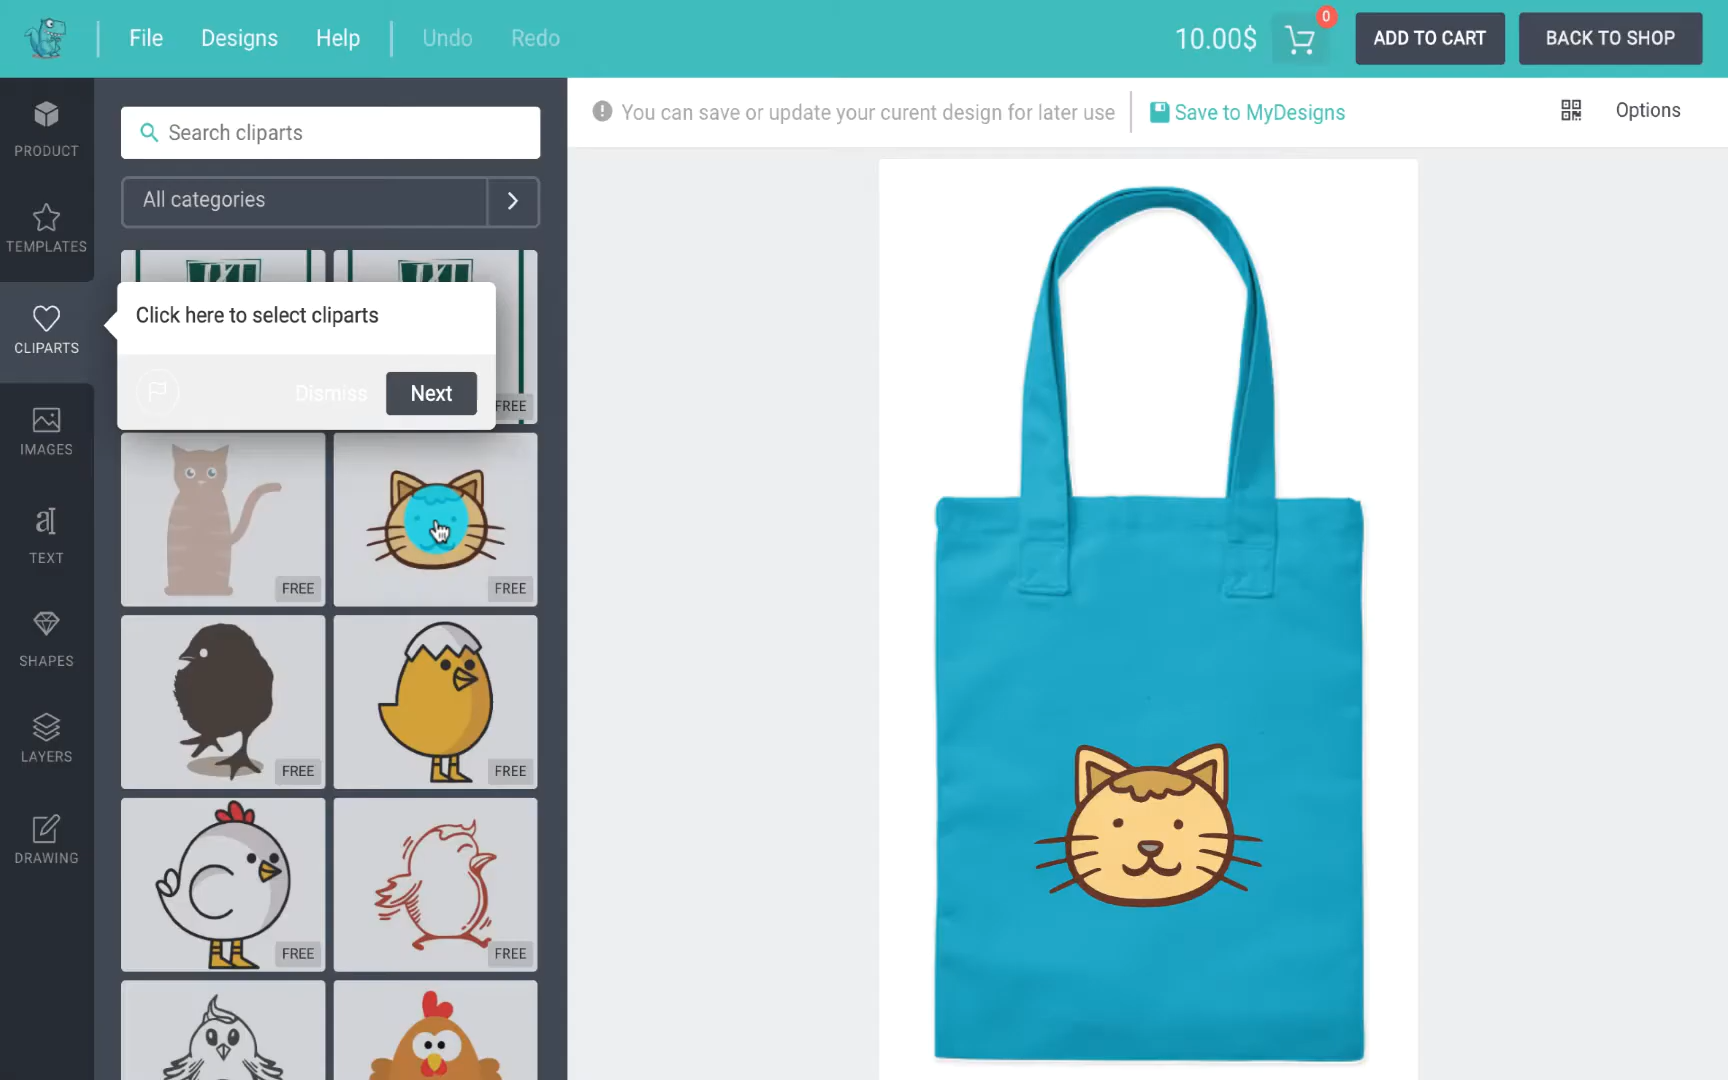 File
Designs
Help
Undo
Redo
10.00$
0
ADD TO CART
BACK TO SHOP
PRODUCT
TEMPLATES
CLIPARTS
IMAGES
TEXT
SHAPES
LAYERS
DRAWING
Search cliparts
All categories
Click here to select cliparts
Dismiss
Next
FREE
FREE
FREE
FREE
FREE
FREE
FREE
You can save or update your curent design for later use
Save to MyDesigns
Options